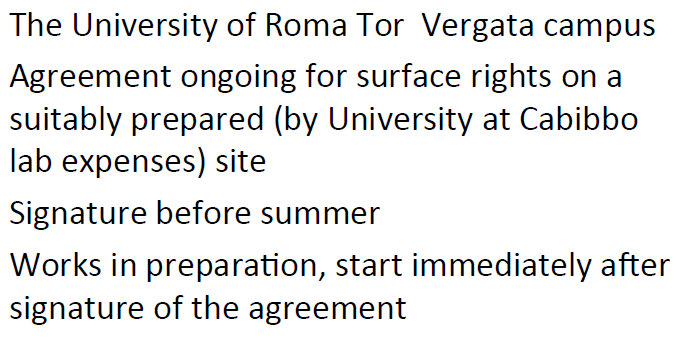 The University of Roma Tor  Vergata campus
Agreement ongoing for surface rights on a
suitably prepared (by University at Cabibbo
lab expenses) site
Signature before summer
Works in preparation, start immediately after
signature of the agreement